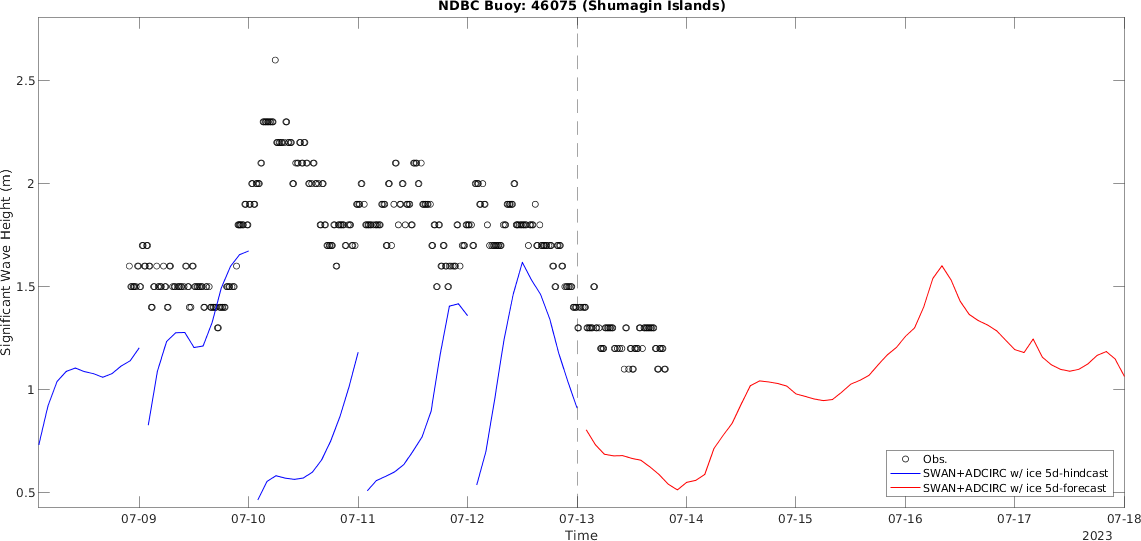 NDBC Buoy: 46075 (Shumagin Islands)
Significant Wave Height (m)
2.5
2
1.5
1
0.5
Obs.
SWAN+ADCIRC w/ ice 5d-hindcast
SWAN+ADCIRC w/ ice 5d-forecast
07-09 07-10 07-11 07-12 07-13 07-14 07-15 07-16 07-17 07-18
Time
2023